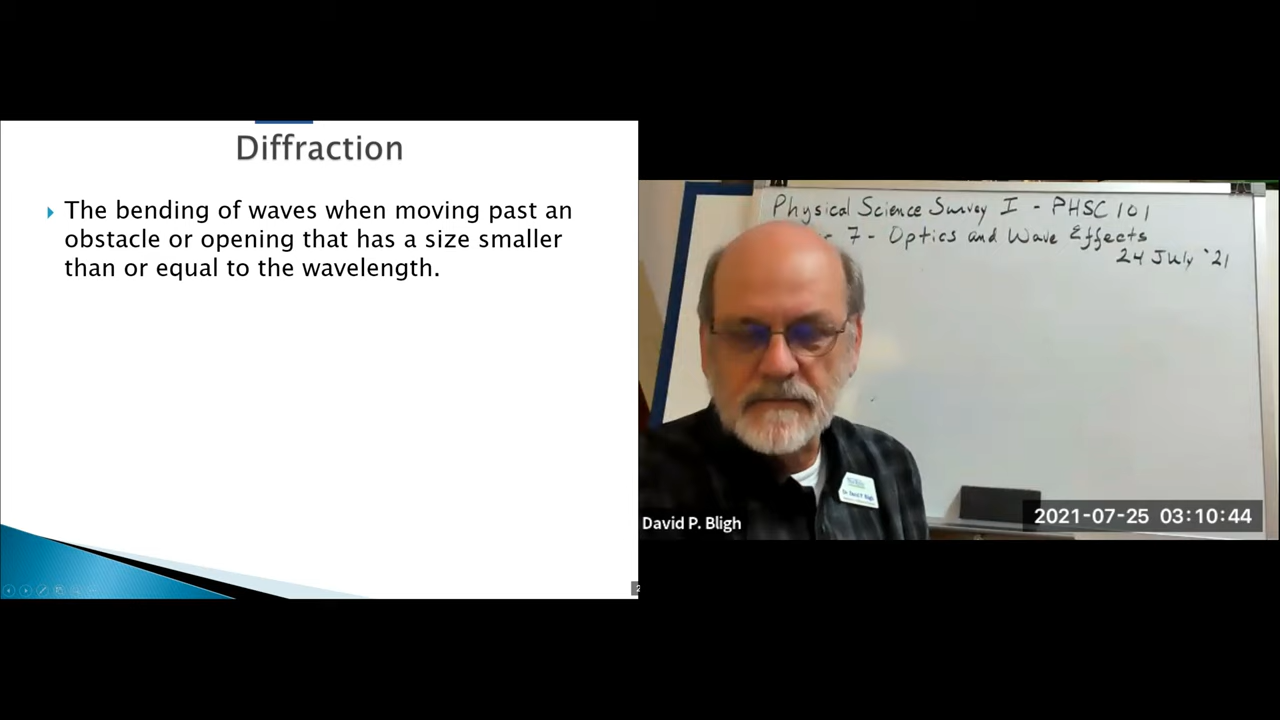 Diffraction
The bending of waves when moving past an
obstacle or opening that has a size smaller
than or equal to the wavelength.
Physical Science Survey I - PHSC 101
- 7 - Optics and Wave Effects
24 July '21
David P. Bligh
2021-07-25 03:10:44